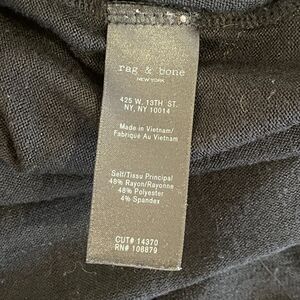 rag & bone
NEW YORK
425 W. 13TH ST.
NY, NY 10014
Made in Vietnam/
Fabriqué Au Vietnam
Self/Tissu Principal
48% Rayon/Rayonne
48% Polyester
4% Spandex
CUT# 14370
RN# 106879